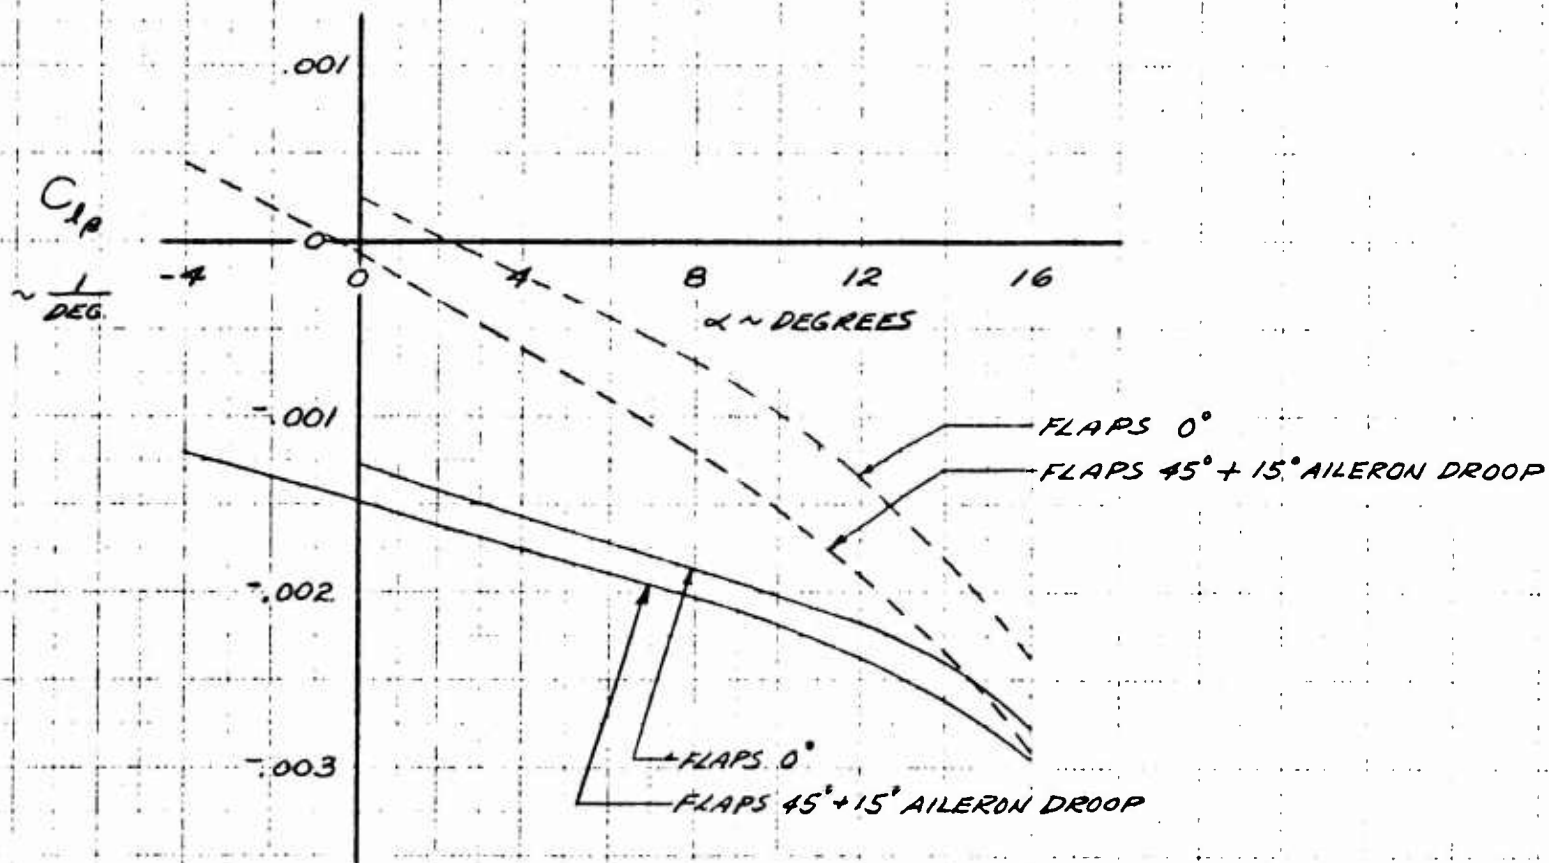 .001
C_lβ
0
-4 0 4 8 12 16
~ 1/DEG.
α ~ DEGREES
-.001
FLAPS 0°
FLAPS 45° + 15° AILERON DROOP
-.002
-.003
FLAPS 0°
FLAPS 45° + 15° AILERON DROOP